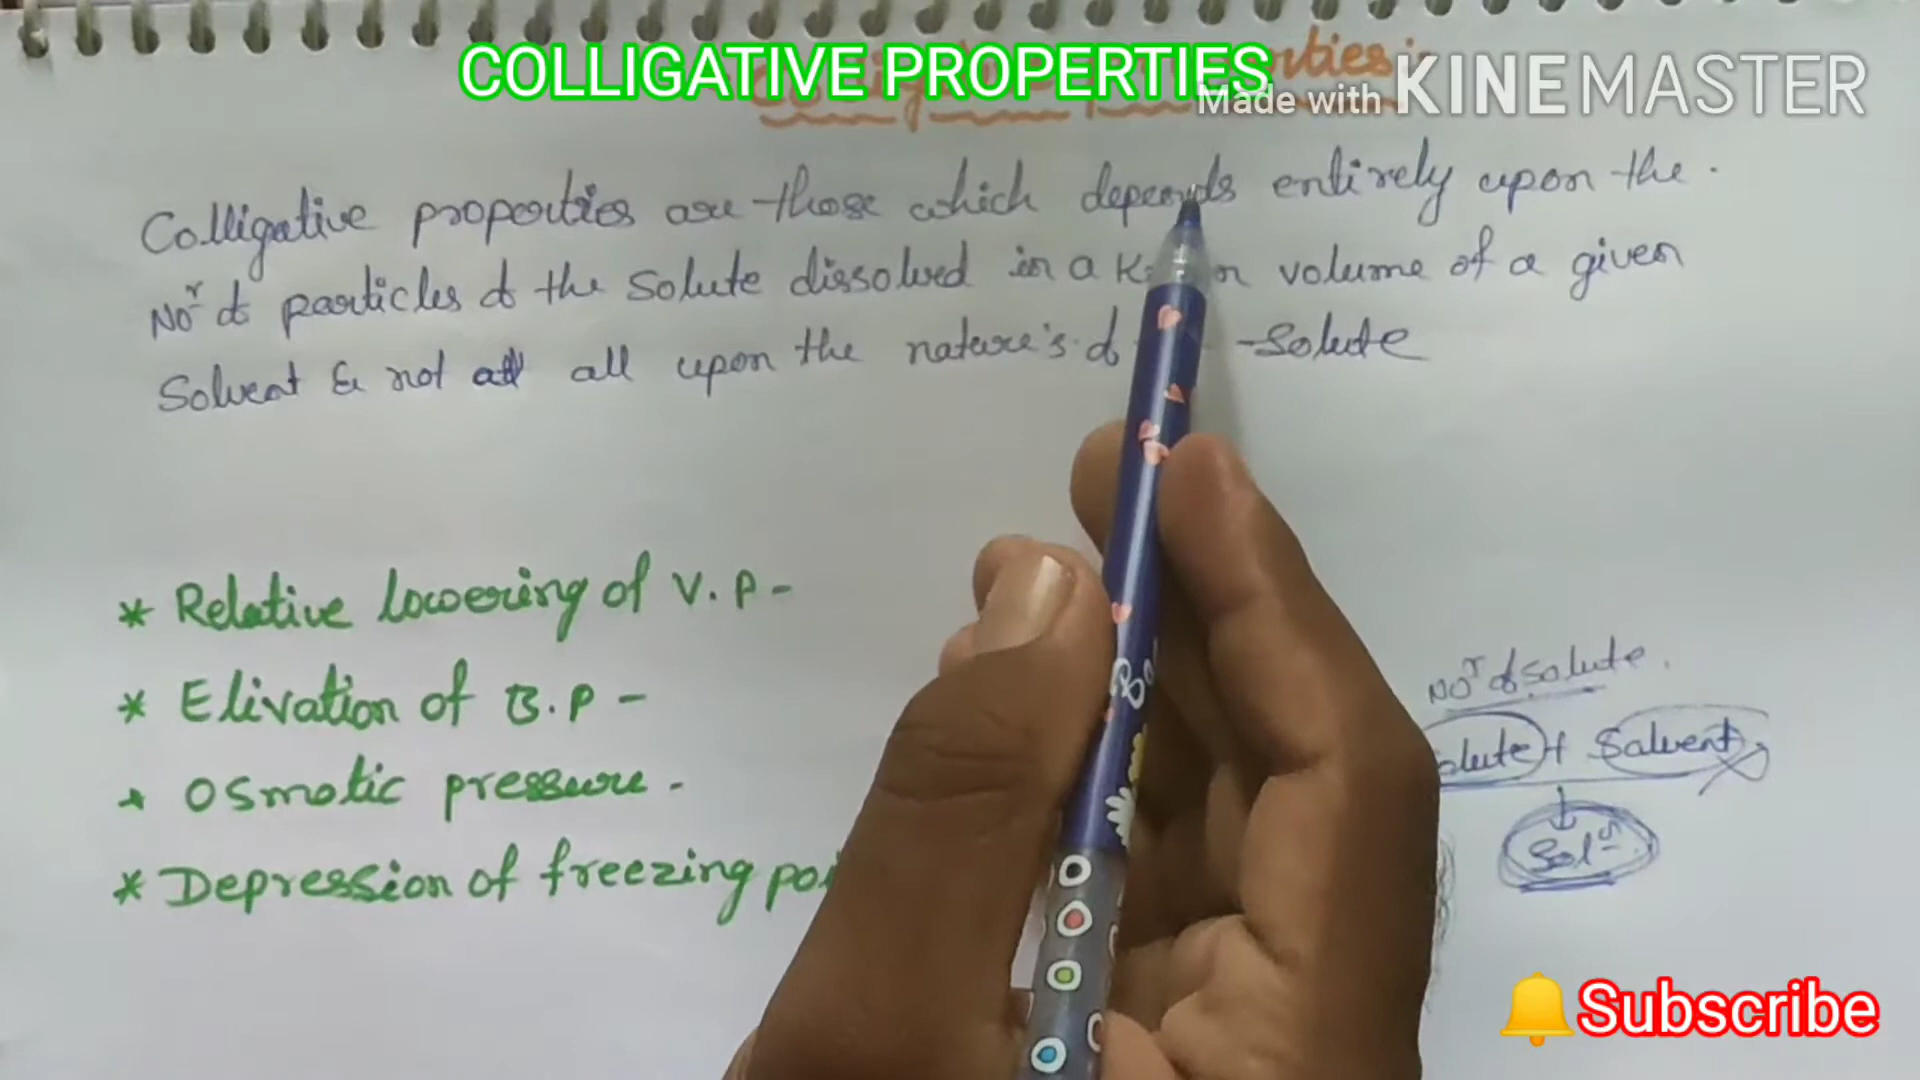 COLLIGATIVE PROPERTIES
Made with KINEMASTER
Colligative properties are those which depends entirely upon the
No^r of particles of the solute dissolved in a volume of a given
Solvent & not all upon the nature's of solute
* Relative lowering of V.P -
* Elivation of B.P -
* Osmotic pressure -
* Depression of freezing
No^r of solute.
+ Solvent
Sol^n
Subscribe